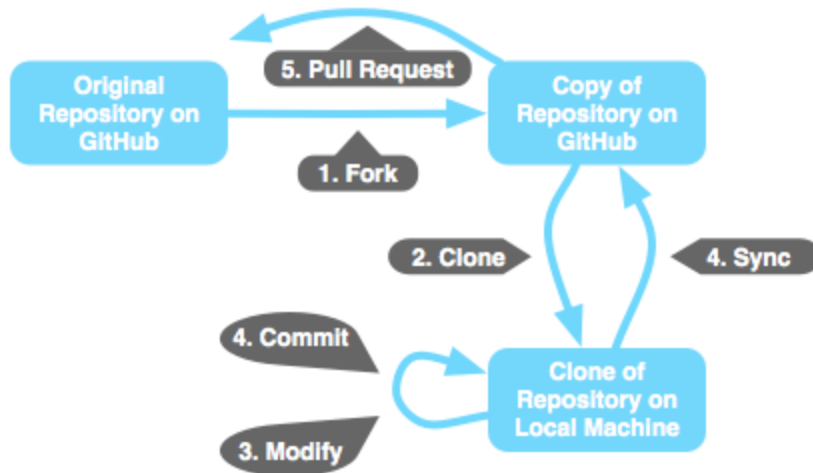 5. Pull Request
Original
Repository on
GitHub
Copy of
Repository on
GitHub
1. Fork
2. Clone
4. Sync
4. Commit
3. Modify
Clone of
Repository on
Local Machine